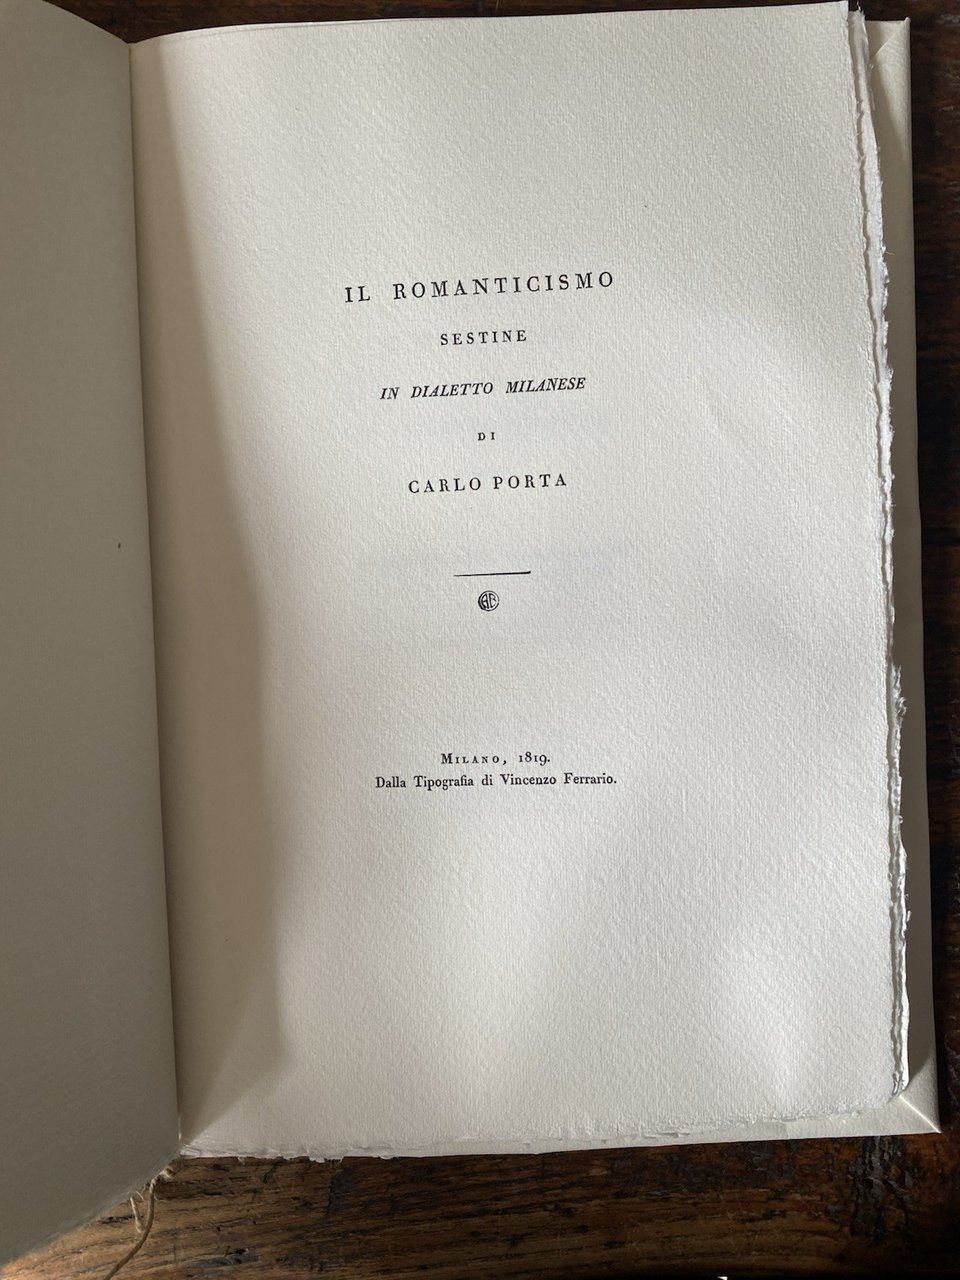 IL ROMANTICISMO
SESTINE
IN DIALETTO MILANESE
DI
CARLO PORTA
MILANO, 1819.
Dalla Tipografia di Vincenzo Ferrario.